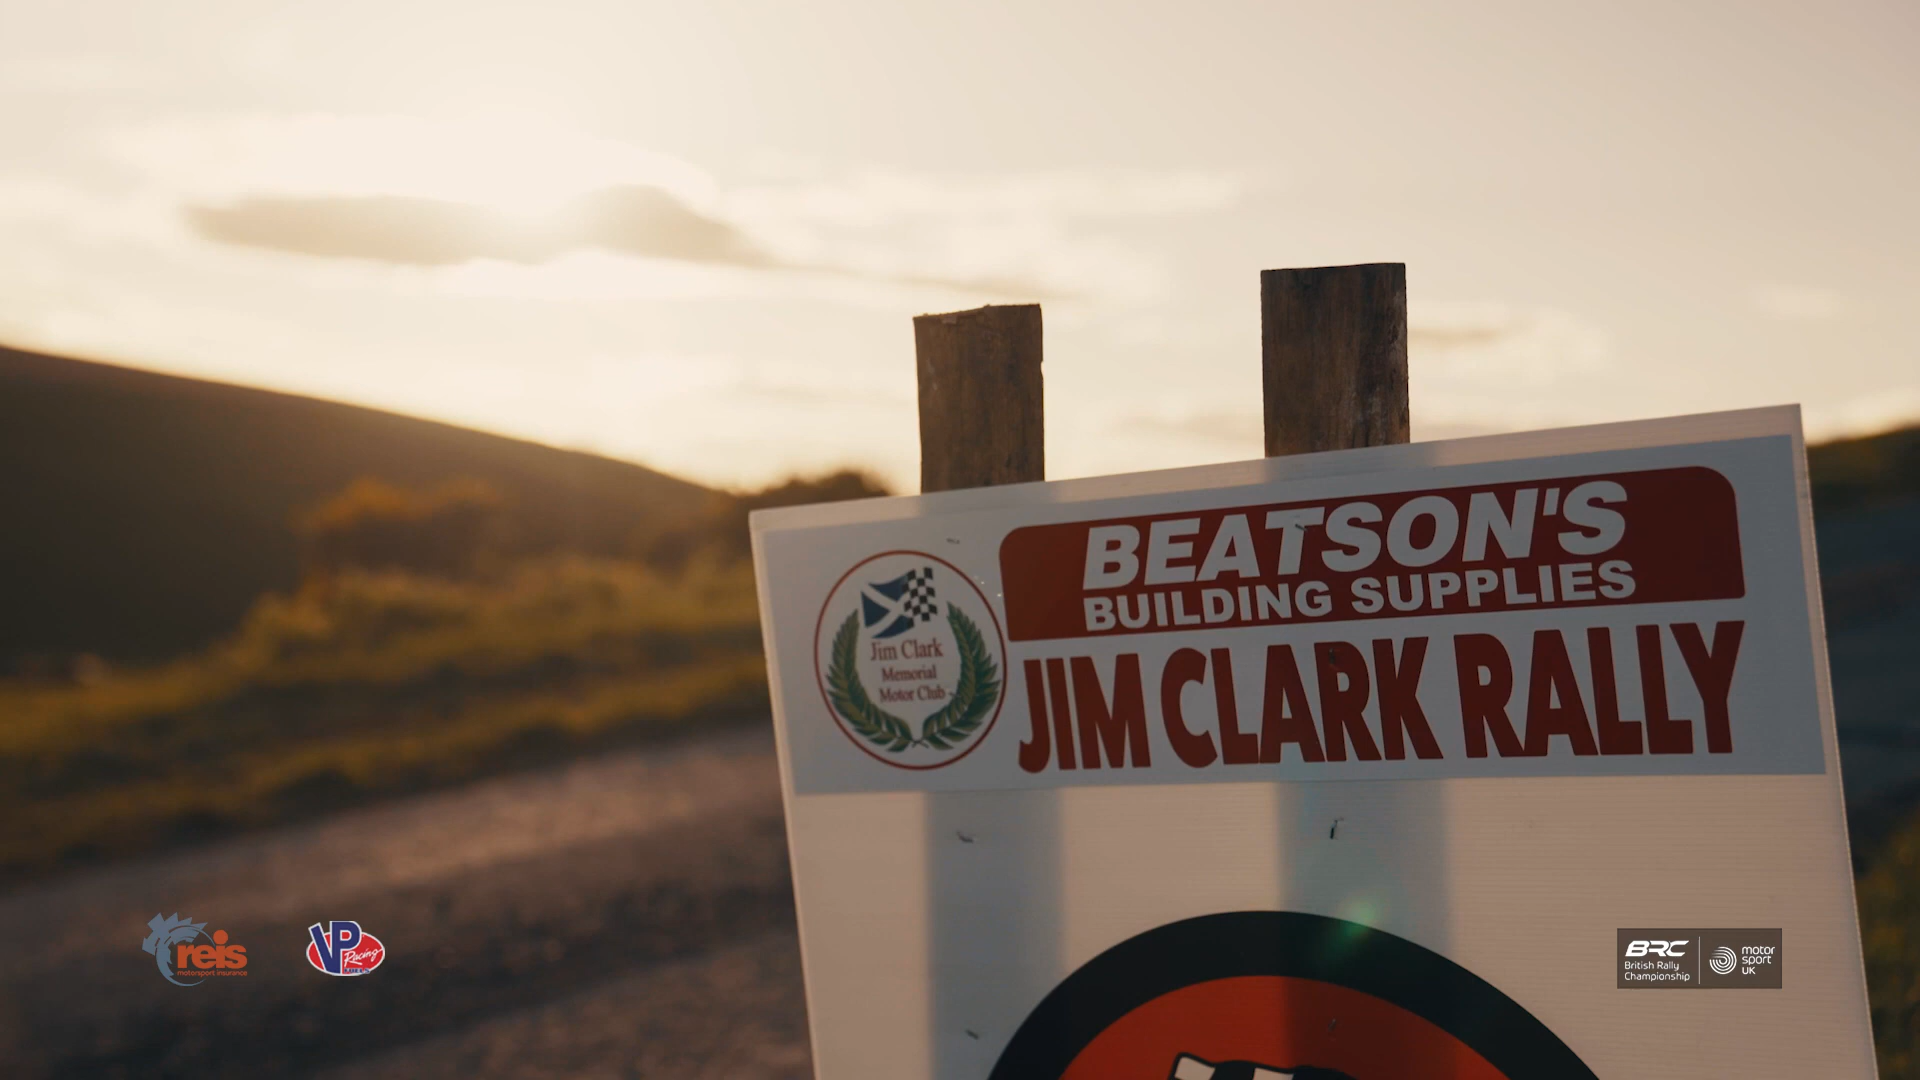 BEATSON'S
BUILDING SUPPLIES
JIM CLARK RALLY
Jim Clark
Memorial
Motor Club
reis
motorsport insurance
VP
Racing
BRC
British Rally
Championship
motor
sport
UK